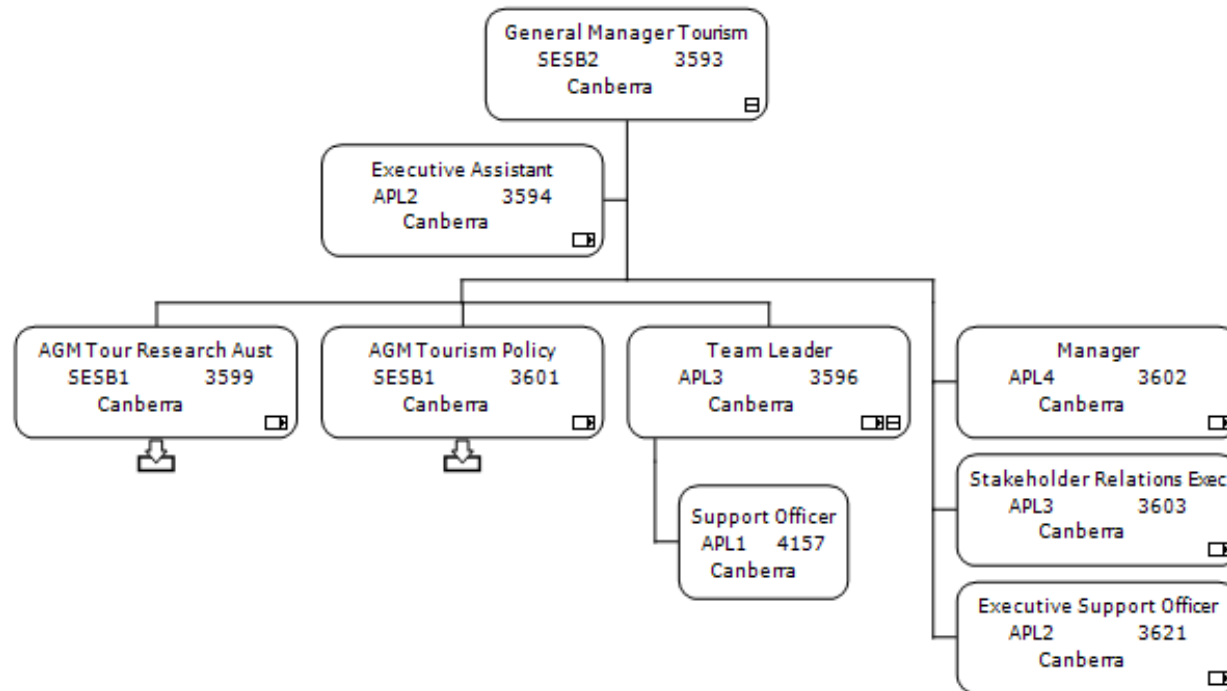 General Manager Tourism
SESB2 3593
Canberra
Executive Assistant
APL2 3594
Canberra
AGM Tour Research Aust
SESB1 3599
Canberra
AGM Tourism Policy
SESB1 3601
Canberra
Team Leader
APL3 3596
Canberra
Support Officer
APL1 4157
Canberra
Manager
APL4 3602
Canberra
Stakeholder Relations Exec
APL3 3603
Canberra
Executive Support Officer
APL2 3621
Canberra